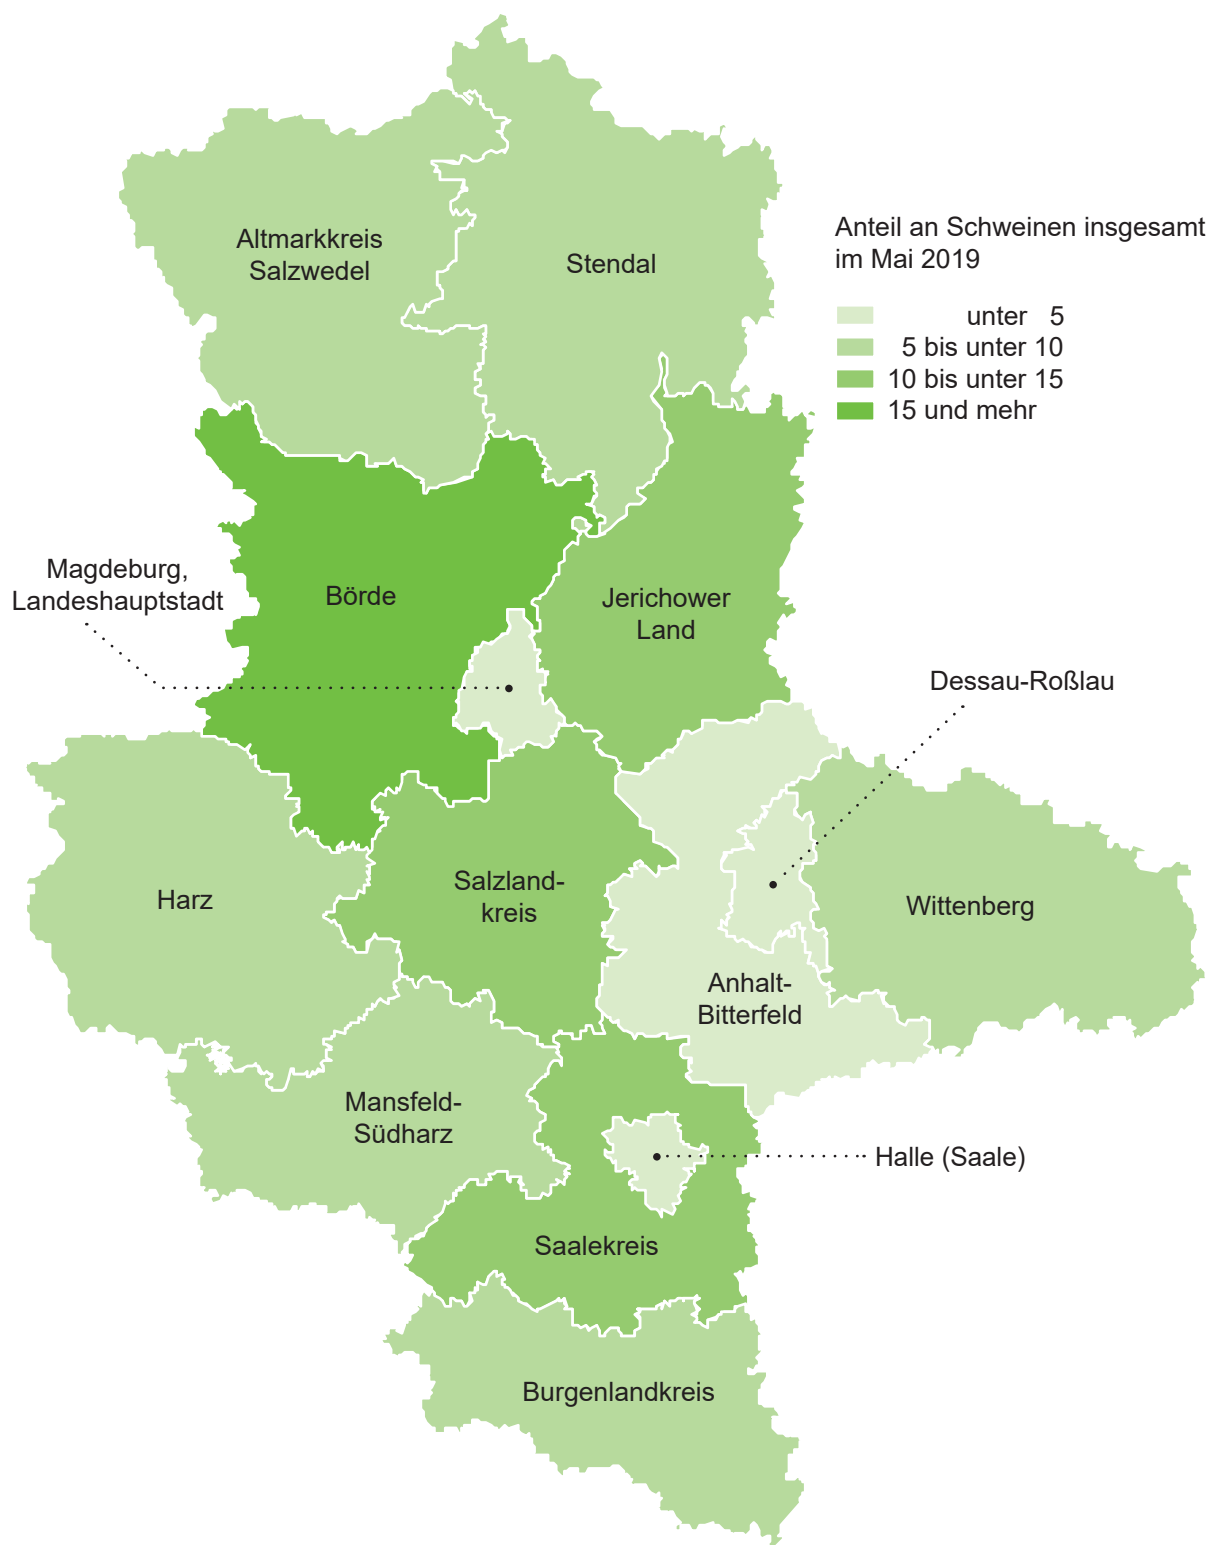 Altmarkkreis
Salzwedel
Stendal
Anteil an Schweinen insgesamt
im Mai 2019
unter 5
5 bis unter 10
10 bis unter 15
15 und mehr
Magdeburg,
Landeshauptstadt
Börde
Jerichower
Land
Dessau-Roßlau
Harz
Salzland-
kreis
Wittenberg
Anhalt-
Bitterfeld
Mansfeld-
Südharz
Halle (Saale)
Saalekreis
Burgenlandkreis